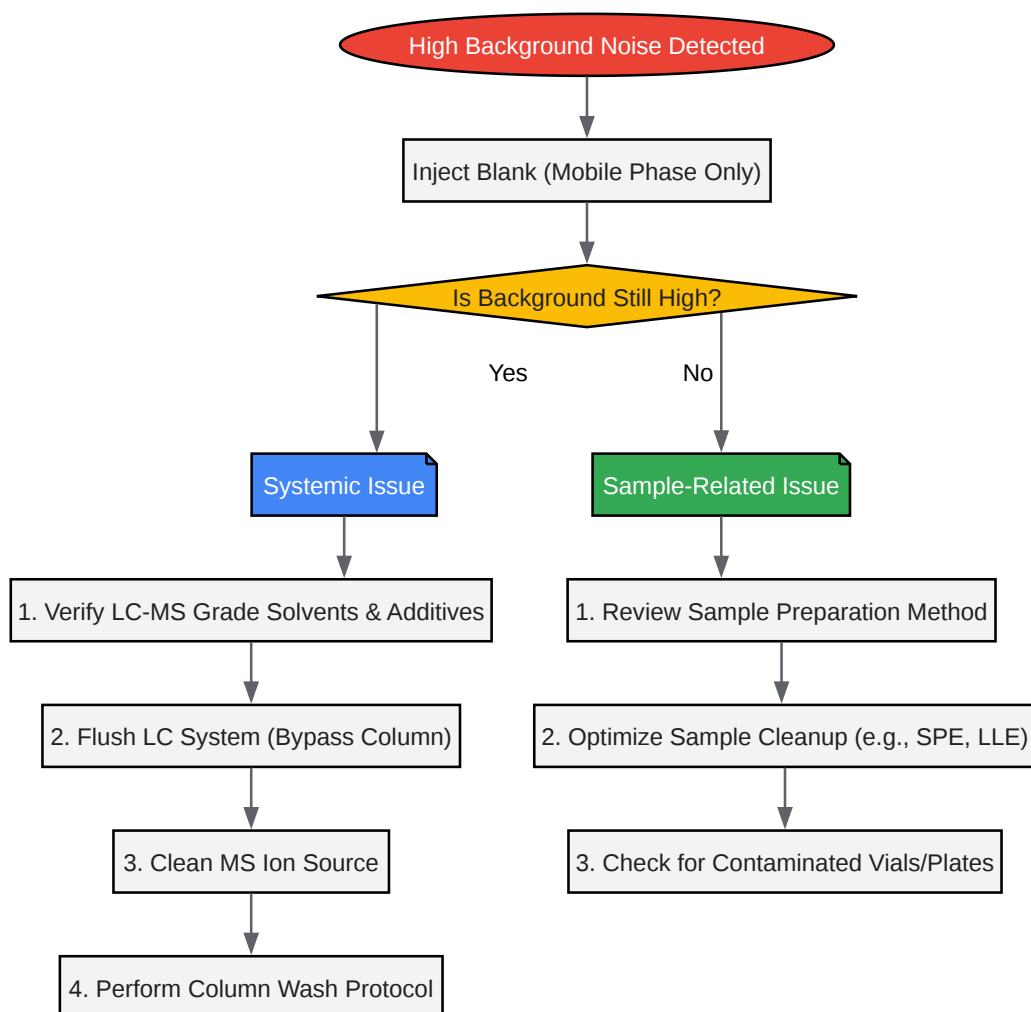 High Background Noise Detected
Inject Blank (Mobile Phase Only)
Is Background Still High?
Yes
No
Systemic Issue
Sample-Related Issue
1. Verify LC-MS Grade Solvents & Additives
1. Review Sample Preparation Method
2. Flush LC System (Bypass Column)
2. Optimize Sample Cleanup (e.g., SPE, LLE)
3. Clean MS Ion Source
3. Check for Contaminated Vials/Plates
4. Perform Column Wash Protocol